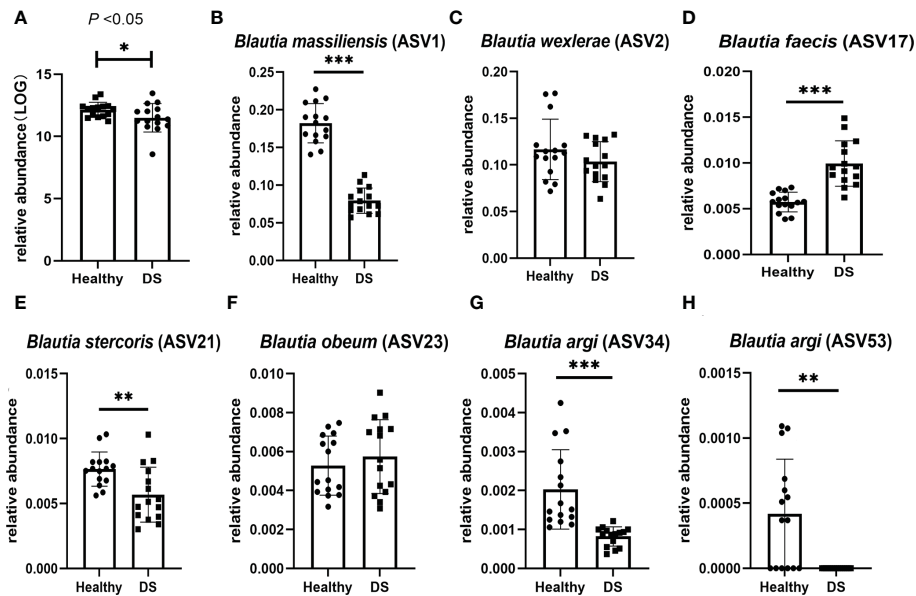 A
P <0.05
*
relative abundance (LOG)
15
10
5
0
Healthy DS
B
Blautia massiliensis (ASV1)
***
relative abundance
0.25
0.20
0.15
0.10
0.05
0.00
Healthy DS
C
Blautia wexlerae (ASV2)
relative abundance
0.20
0.15
0.10
0.05
0.00
Healthy DS
D
Blautia faecis (ASV17)
***
relative abundance
0.020
0.015
0.010
0.005
0.000
Healthy DS
E
Blautia stercoris (ASV21)
**
relative abundance
0.015
0.010
0.005
0.000
Healthy DS
F
Blautia obeum (ASV23)
relative abundance
0.010
0.008
0.006
0.004
0.002
0.000
Healthy DS
G
Blautia argi (ASV34)
***
relative abundance
0.005
0.004
0.003
0.002
0.001
0.000
Healthy DS
H
Blautia argi (ASV53)
**
relative abundance
0.0015
0.0010
0.0005
0.0000
Healthy DS